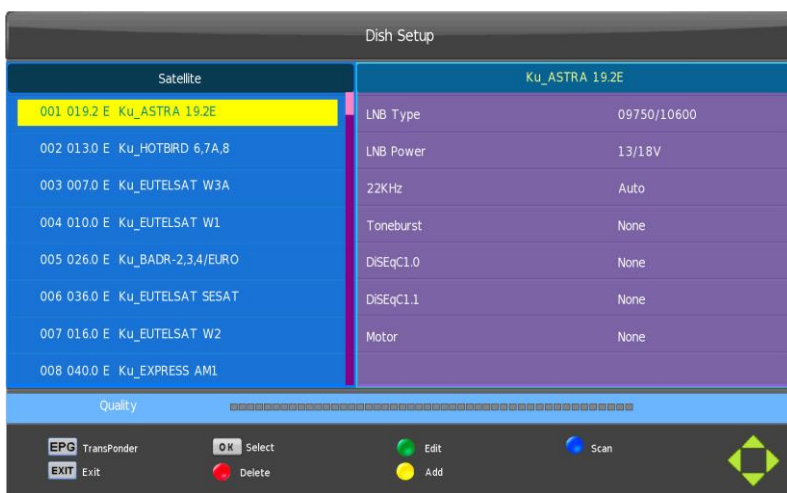 Dish Setup
Satellite
001 019.2 E Ku_ASTRA 19.2E
002 013.0 E Ku_HOTBIRD 6,7A,8
003 007.0 E Ku_EUTELSAT W3A
004 010.0 E Ku_EUTELSAT W1
005 026.0 E Ku_BADR-2,3,4/EURO
006 036.0 E Ku_EUTELSAT SESAT
007 016.0 E Ku_EUTELSAT W2
008 040.0 E Ku_EXPRESS AM1
Ku_ASTRA 19.2E
LNB Type 09750/10600
LNB Power 13/18V
22KHz Auto
Toneburst None
DiSEqC1.0 None
DiSEqC1.1 None
Motor None
Quality
EPG TransPonder OK Select Edit Scan
EXIT Exit Delete Add